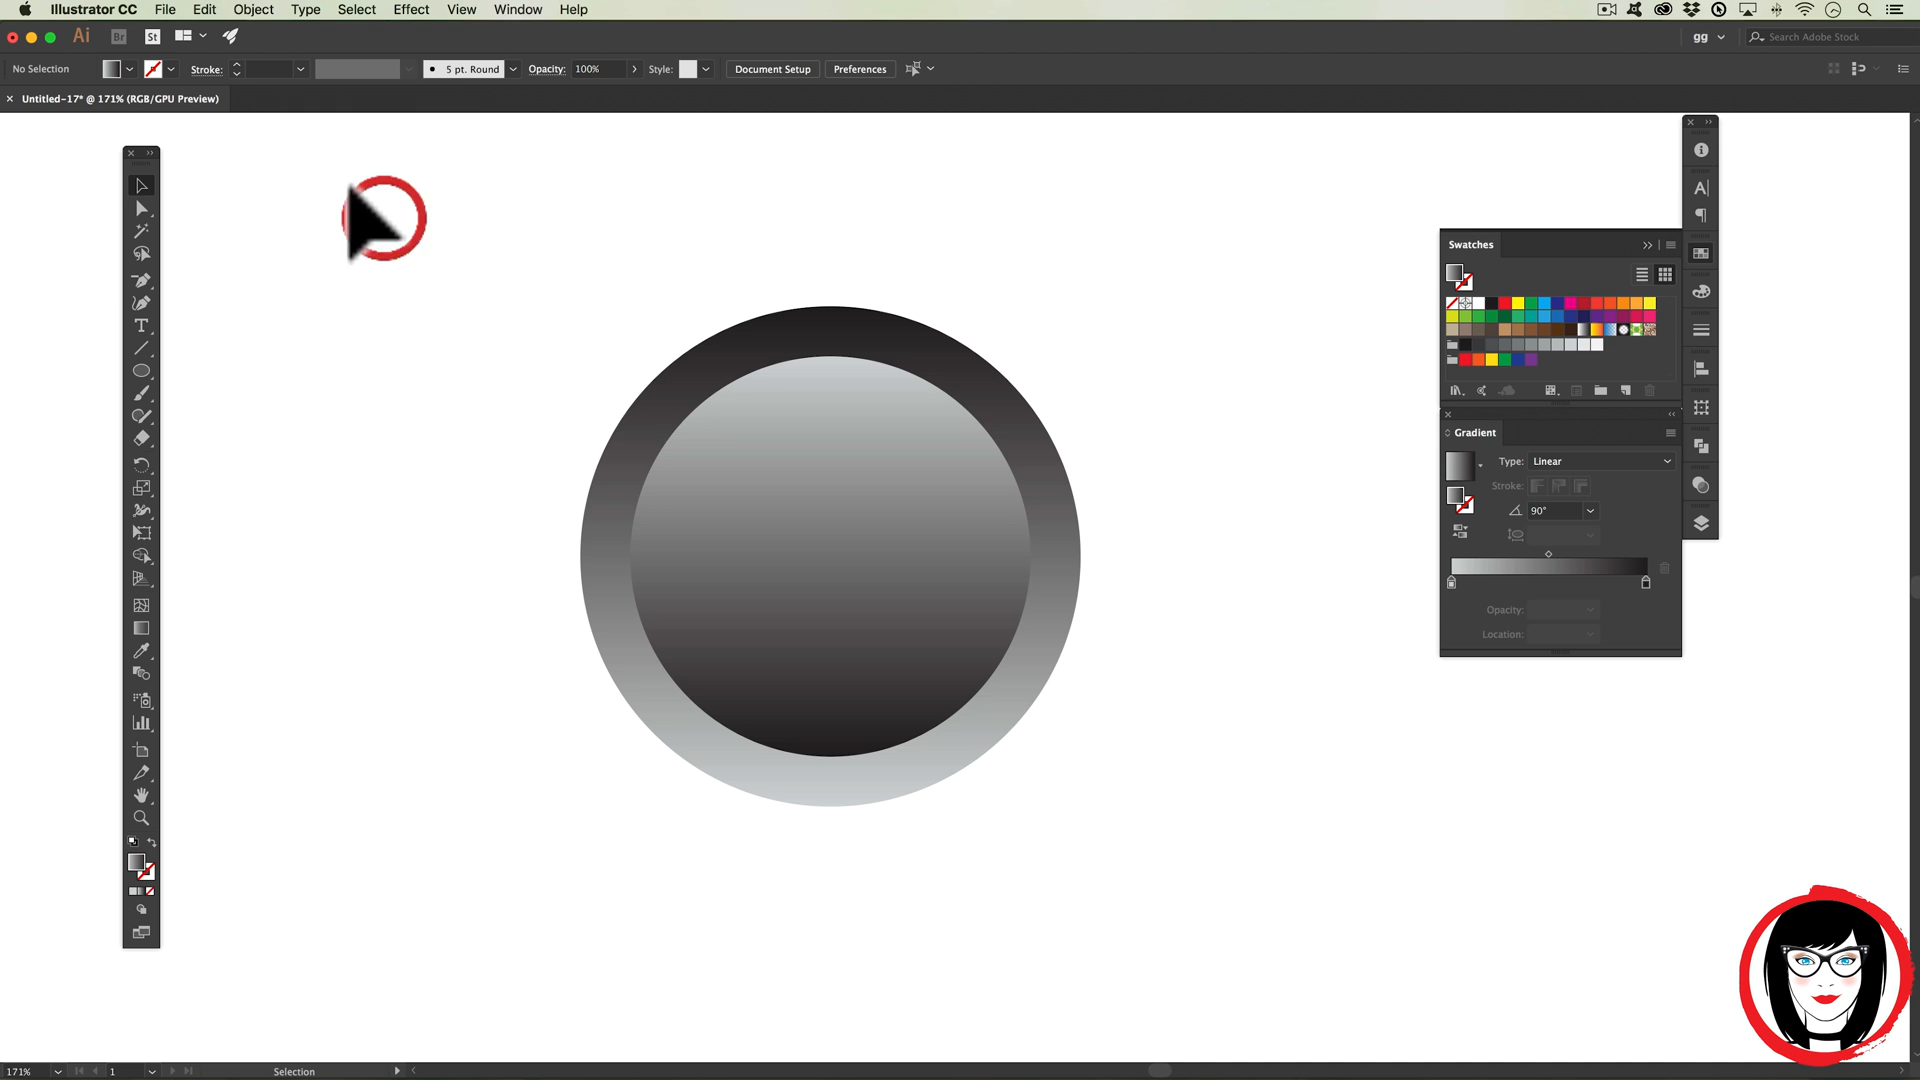 Illustrator CC File Edit Object Type Select Effect View Window Help
Ai Br St gg Search Adobe Stock
No Selection Stroke: 5 pt. Round Opacity: 100% Style: Document Setup Preferences
Untitled-17* @ 171% (RGB/GPU Preview)
Swatches
Gradient
Type: Linear
Stroke:
90°
Opacity:
Location:
171% 1 Selection